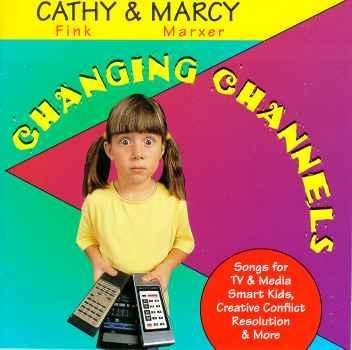 CATHY & MARCY
Fink Marxer
CHANGING CHANNELS
Songs for
TV & Media
Smart Kids,
Creative Conflict
Resolution
& More